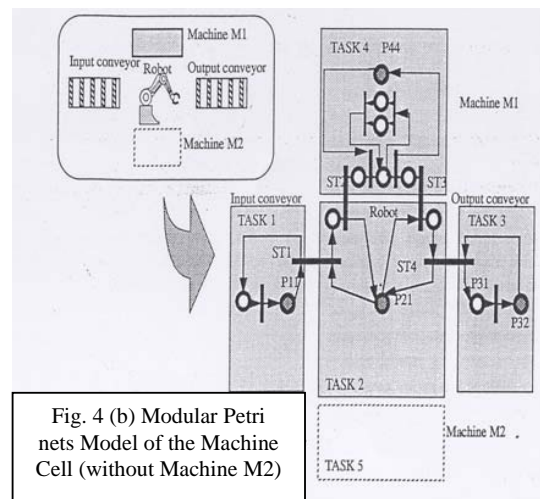 Machine M1
Input conveyor
Robot
Output conveyor
Machine M2
TASK 4
P44
Machine M1
ST2
ST3
Input conveyor
TASK 1
ST1
P11
Robot
ST4
P21
TASK 2
Output conveyor
TASK 3
P31
P32
Machine M2
TASK 5
Fig. 4 (b) Modular Petri
nets Model of the Machine
Cell (without Machine M2)